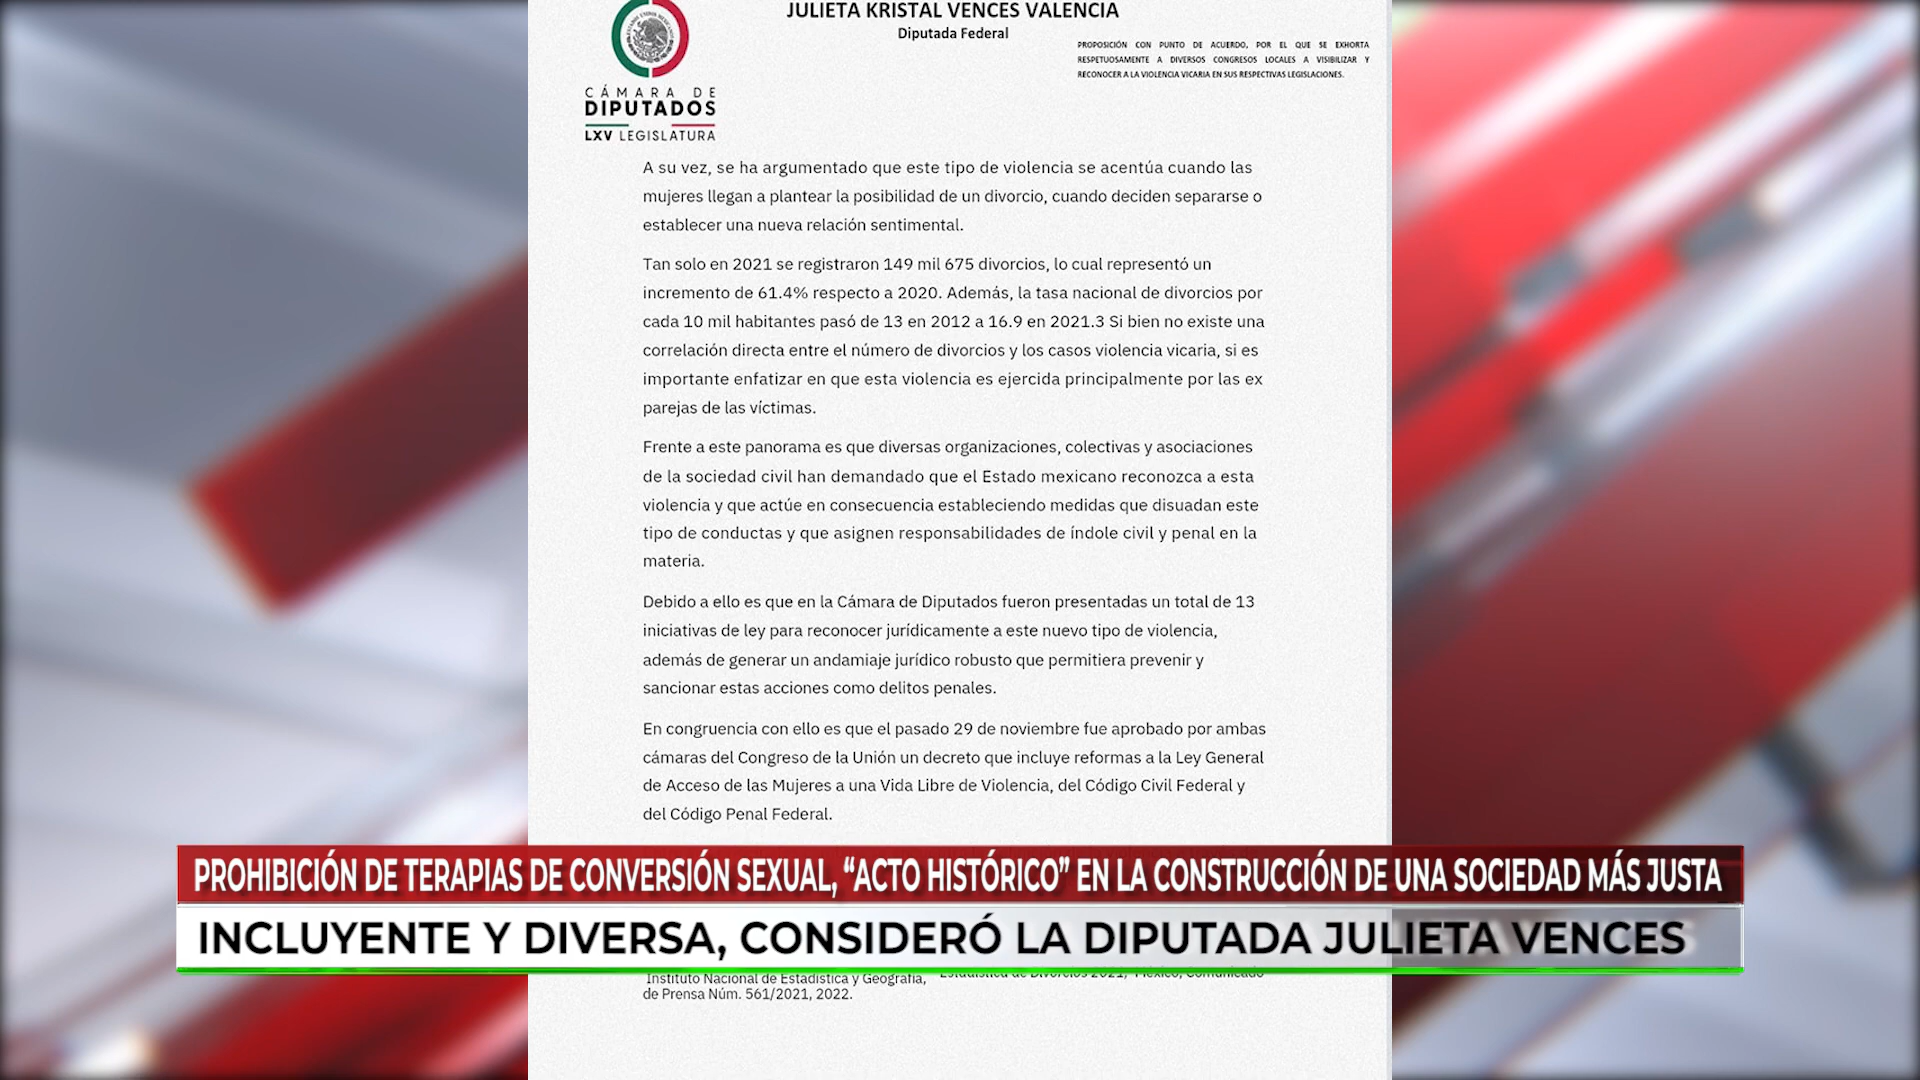 JULIETA KRISTAL VENCES VALENCIA
Diputada Federal
PROPOSICIÓN CON PUNTO DE ACUERDO, POR EL QUE SE EXHORTA
RESPETUOSAMENTE A DIVERSOS CONGRESOS LOCALES A VISIBILIZAR Y
RECONOCER A LA VIOLENCIA VICARIA EN SUS RESPECTIVAS LEGISLACIONES.
CÁMARA DE
DIPUTADOS
LXV LEGISLATURA
A su vez, se ha argumentado que este tipo de violencia se acentúa cuando las
mujeres llegan a plantear la posibilidad de un divorcio, cuando deciden separarse o
establecer una nueva relación sentimental.
Tan solo en 2021 se registraron 149 mil 675 divorcios, lo cual representó un
incremento de 61.4% respecto a 2020. Además, la tasa nacional de divorcios por
cada 10 mil habitantes pasó de 13 en 2012 a 16.9 en 2021.3 Si bien no existe una
correlación directa entre el número de divorcios y los casos violencia vicaria, si es
importante enfatizar en que esta violencia es ejercida principalmente por las ex
parejas de las víctimas.
Frente a este panorama es que diversas organizaciones, colectivas y asociaciones
de la sociedad civil han demandado que el Estado mexicano reconozca a esta
violencia y que actúe en consecuencia estableciendo medidas que disuadan este
tipo de conductas y que asignen responsabilidades de índole civil y penal en la
materia.
Debido a ello es que en la Cámara de Diputados fueron presentadas un total de 13
iniciativas de ley para reconocer jurídicamente a este nuevo tipo de violencia,
además de generar un andamiaje jurídico robusto que permitiera prevenir y
sancionar estas acciones como delitos penales.
En congruencia con ello es que el pasado 29 de noviembre fue aprobado por ambas
cámaras del Congreso de la Unión un decreto que incluye reformas a la Ley General
de Acceso de las Mujeres a una Vida Libre de Violencia, del Código Civil Federal y
del Código Penal Federal.
PROHIBICIÓN DE TERAPIAS DE CONVERSIÓN SEXUAL, “ACTO HISTÓRICO” EN LA CONSTRUCCIÓN DE UNA SOCIEDAD MÁS JUSTA
INCLUYENTE Y DIVERSA, CONSIDERÓ LA DIPUTADA JULIETA VENCES
Instituto Nacional de Estadística y Geografía, Estadística de Divorcios 2021, México, Comunicado
de Prensa Núm. 561/2021, 2022.